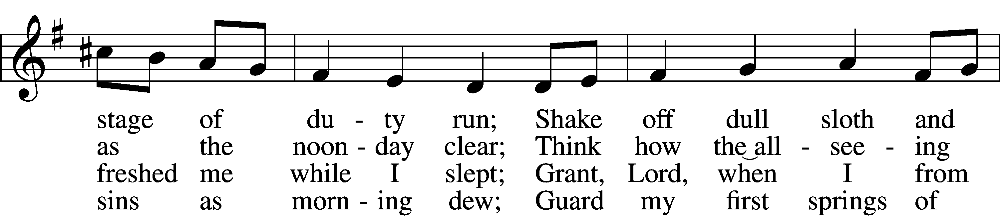 stage of du - ty run; Shake off dull sloth and
as the noon - day clear; Think how the all - see - ing
freshed me while I slept; Grant, Lord, when I from
sins as morn - ing dew; Guard my first springs of